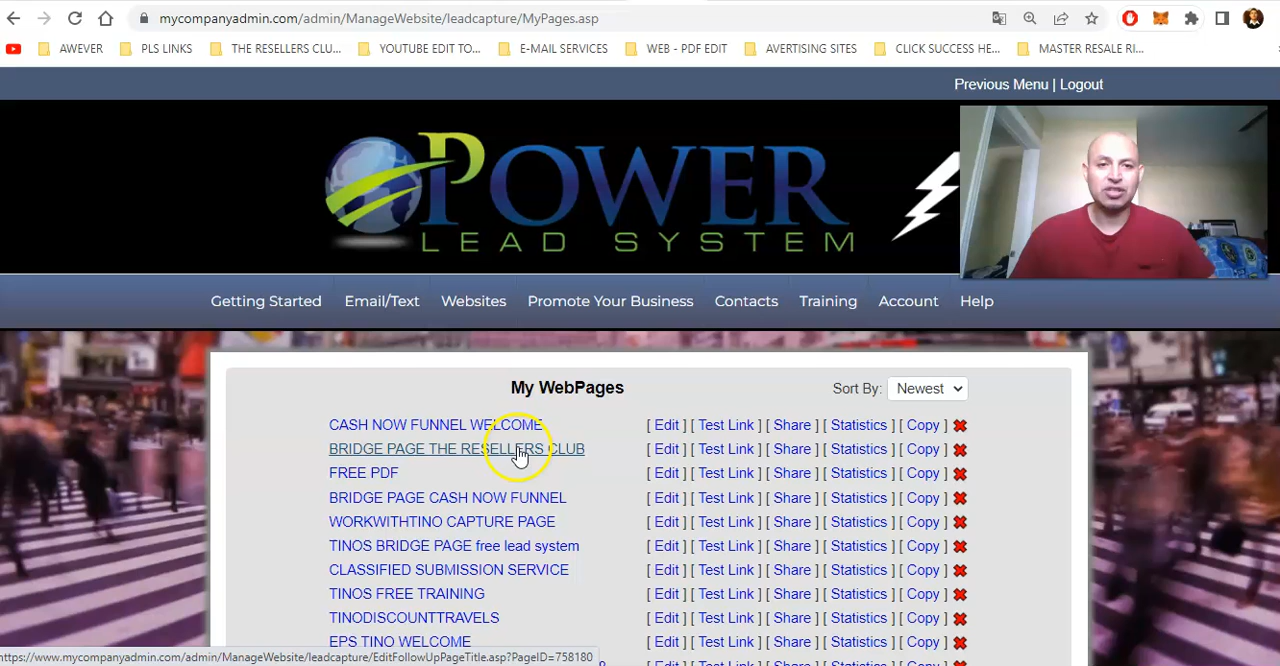 mycompanyadmin.com/admin/ManageWebsite/leadcapture/MyPages.asp
AWEVER PLS LINKS THE RESELLERS CLU... YOUTUBE EDIT TO... E-MAIL SERVICES WEB - PDF EDIT AVERTISING SITES CLICK SUCCESS HE... MASTER RESALE RI...
Previous Menu | Logout
POWER
LEAD SYSTEM
Getting Started Email/Text Websites Promote Your Business Contacts Training Account Help
My WebPages Sort By: Newest
CASH NOW FUNNEL WELCOME [ Edit ] [ Test Link ] [ Share ] [ Statistics ] [ Copy ]
BRIDGE PAGE THE RESELLERS CLUB [ Edit ] [ Test Link ] [ Share ] [ Statistics ] [ Copy ]
FREE PDF [ Edit ] [ Test Link ] [ Share ] [ Statistics ] [ Copy ]
BRIDGE PAGE CASH NOW FUNNEL [ Edit ] [ Test Link ] [ Share ] [ Statistics ] [ Copy ]
WORKWITHTINO CAPTURE PAGE [ Edit ] [ Test Link ] [ Share ] [ Statistics ] [ Copy ]
TINOS BRIDGE PAGE free lead system [ Edit ] [ Test Link ] [ Share ] [ Statistics ] [ Copy ]
CLASSIFIED SUBMISSION SERVICE [ Edit ] [ Test Link ] [ Share ] [ Statistics ] [ Copy ]
TINOS FREE TRAINING [ Edit ] [ Test Link ] [ Share ] [ Statistics ] [ Copy ]
TINODISCOUNTTRAVELS [ Edit ] [ Test Link ] [ Share ] [ Statistics ] [ Copy ]
EPS TINO WELCOME [ Edit ] [ Test Link ] [ Share ] [ Statistics ] [ Copy ]
https://www.mycompanyadmin.com/admin/ManageWebsite/leadcapture/EditFollowUpPageTitle.asp?PageID=758180